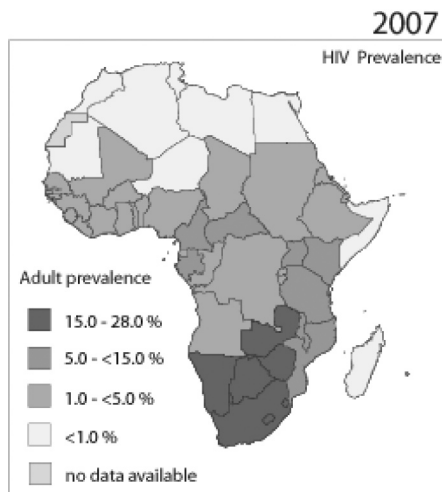 2007
HIV Prevalence
Adult prevalence
15.0 - 28.0 %
5.0 - <15.0 %
1.0 - <5.0 %
<1.0 %
no data available